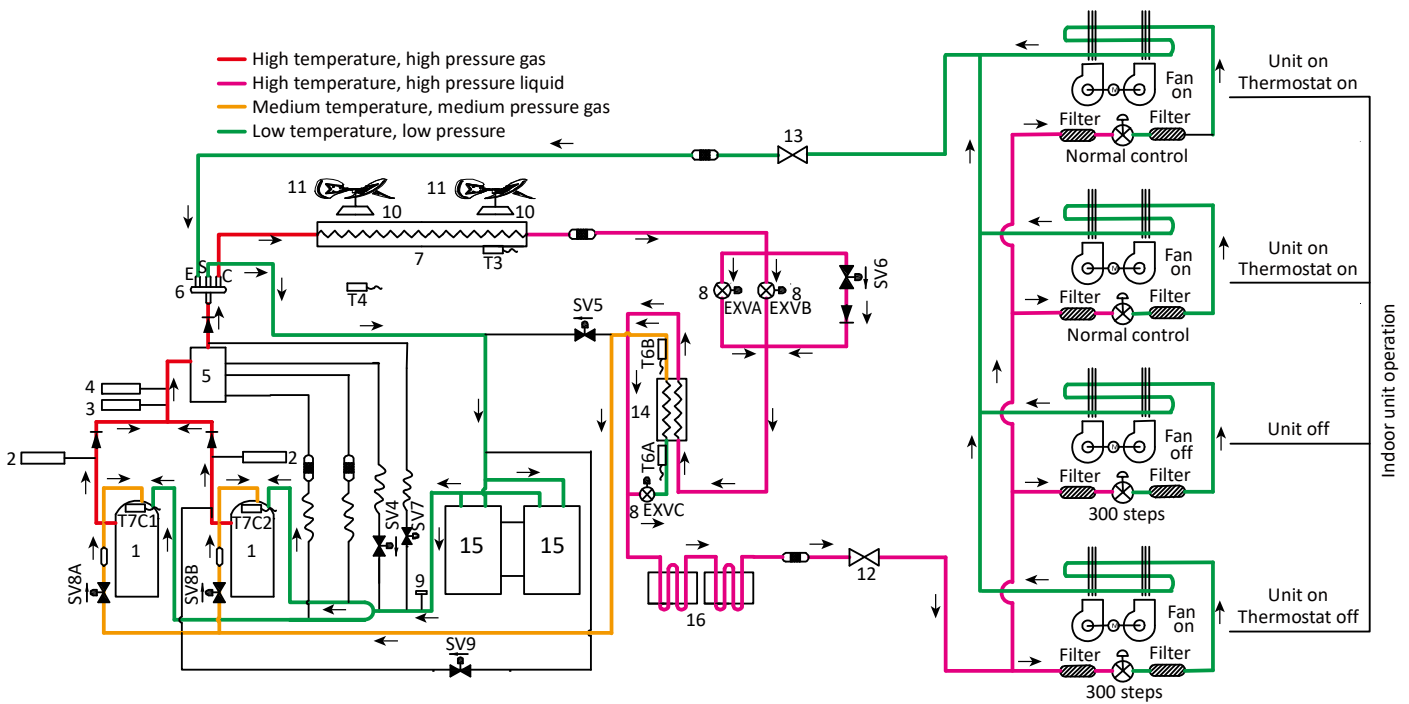 High temperature, high pressure gas
High temperature, high pressure liquid
Medium temperature, medium pressure gas
Low temperature, low pressure
13
11
10
11
10
7
T3
T4
E
S
C
6
SV5
8
EXVA
8
EXVB
SV6
T6B
14
T6A
8
EXVC
5
4
3
2
2
T7C1
1
T7C2
1
SV8A
SV8B
SV4
SV7
9
15
15
SV9
16
12
Fan
on
Filter
Filter
Normal control
Unit on
Thermostat on
Fan
on
Filter
Filter
Normal control
Unit on
Thermostat on
Fan
off
Filter
Filter
300 steps
Unit off
Fan
on
Filter
Filter
300 steps
Unit on
Thermostat off
Indoor unit operation